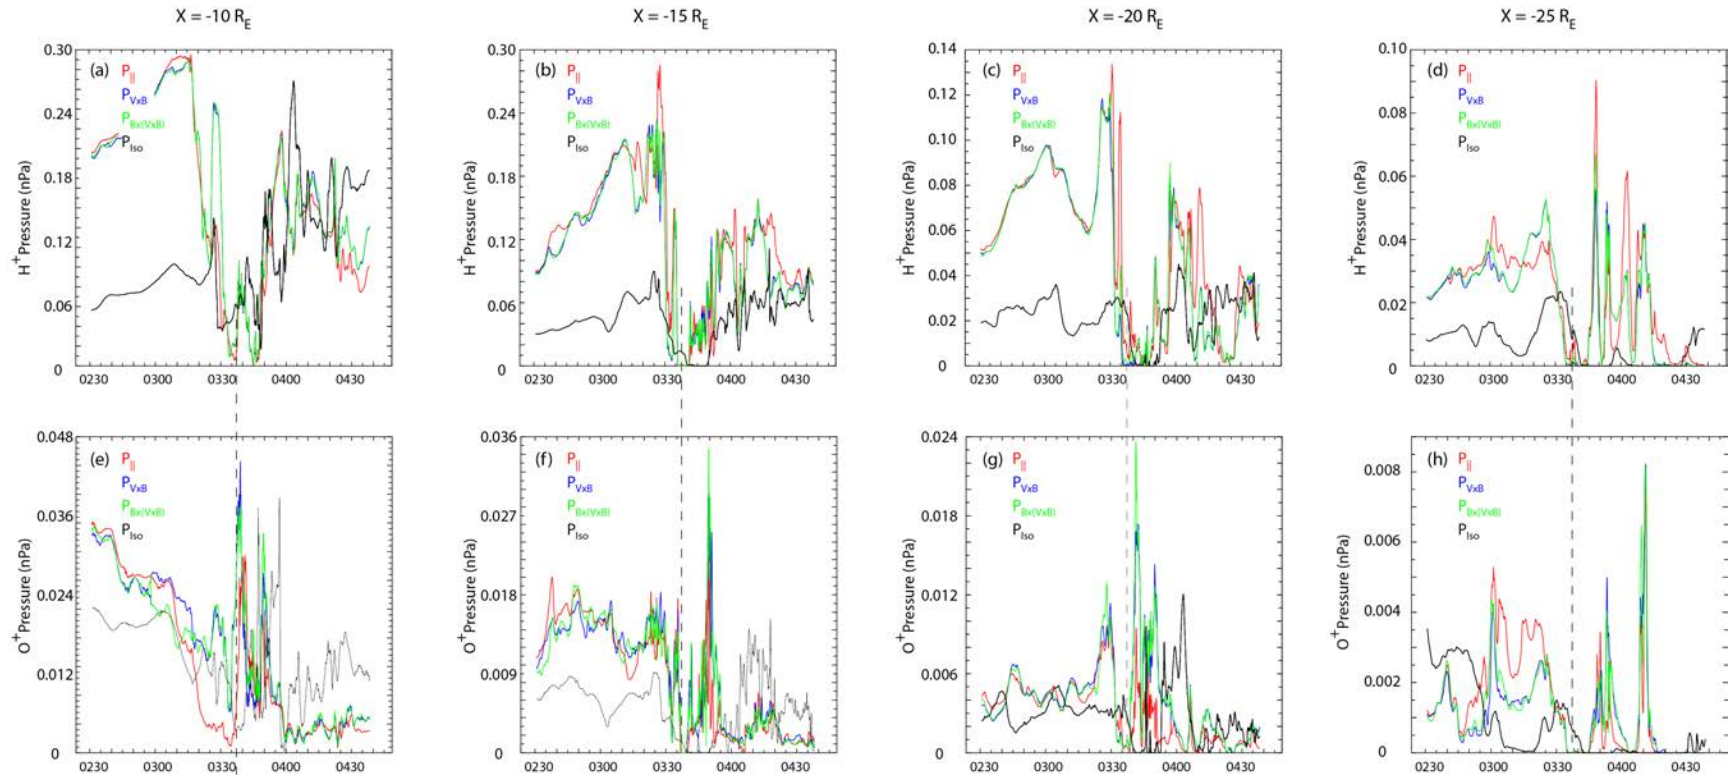 X = -10 R_E
X = -15 R_E
X = -20 R_E
X = -25 R_E
(a)
P_||
P_VxB
P_Bx(VxB)
P_Iso
H⁺Pressure (nPa)
0.30
0.24
0.18
0.12
0.06
0
0230 0300 0330 0400 0430
(b)
P_||
P_VxB
P_Bx(VxB)
P_Iso
H⁺Pressure (nPa)
0.30
0.24
0.18
0.12
0.06
0
0230 0300 0330 0400 0430
(c)
P_||
P_VxB
P_Bx(VxB)
P_Iso
H⁺Pressure (nPa)
0.14
0.12
0.10
0.08
0.06
0.04
0.02
0
0230 0300 0330 0400 0430
(d)
P_||
P_VxB
P_Bx(VxB)
P_Iso
H⁺Pressure (nPa)
0.10
0.08
0.06
0.04
0.02
0
0230 0300 0330 0400 0430
(e)
P_||
P_VxB
P_Bx(VxB)
P_Iso
O⁺Pressure (nPa)
0.048
0.036
0.024
0.012
0
0230 0300 0330 0400 0430
(f)
P_||
P_VxB
P_Bx(VxB)
P_Iso
O⁺Pressure (nPa)
0.036
0.027
0.018
0.009
0
0230 0300 0330 0400 0430
(g)
P_||
P_VxB
P_Bx(VxB)
P_Iso
O⁺Pressure (nPa)
0.024
0.018
0.012
0.006
0
0230 0300 0330 0400 0430
(h)
P_||
P_VxB
P_Bx(VxB)
P_Iso
O⁺Pressure (nPa)
0.008
0.006
0.004
0.002
0
0230 0300 0330 0400 0430